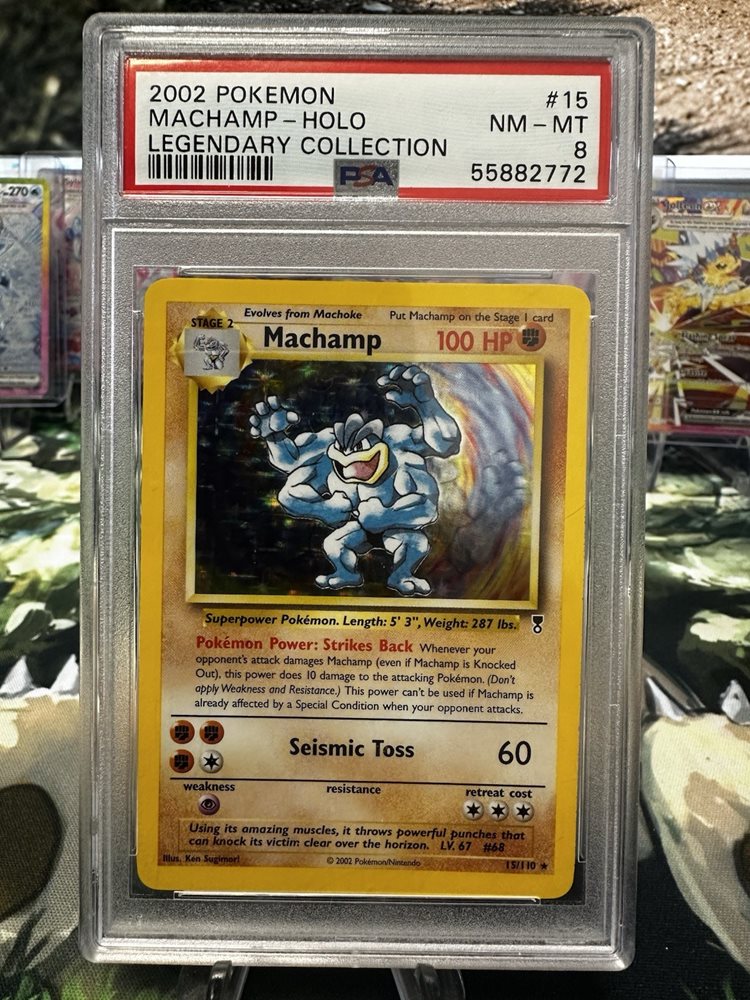 2002 POKEMON #15
MACHAMP - HOLO NM - MT
LEGENDARY COLLECTION 8
PSA 55882772
270
STAGE 2
Evolves from Machoke Put Machamp on the Stage 1 card
Machamp 100 HP
Superpower Pokémon. Length: 5' 3", Weight: 287 lbs.
Pokémon Power: Strikes Back Whenever your
opponent's attack damages Machamp (even if Machamp is Knocked
Out), this power does 10 damage to the attacking Pokémon. (Don't
apply Weakness and Resistance.) This power can't be used if Machamp is
already affected by a Special Condition when your opponent attacks.
Seismic Toss 60
weakness resistance retreat cost
Using its amazing muscles, it throws powerful punches that
can knock its victim clear over the horizon. LV. 67 #68
Illus. Ken Sugimori © 2002 Pokémon/Nintendo 15/110 ★